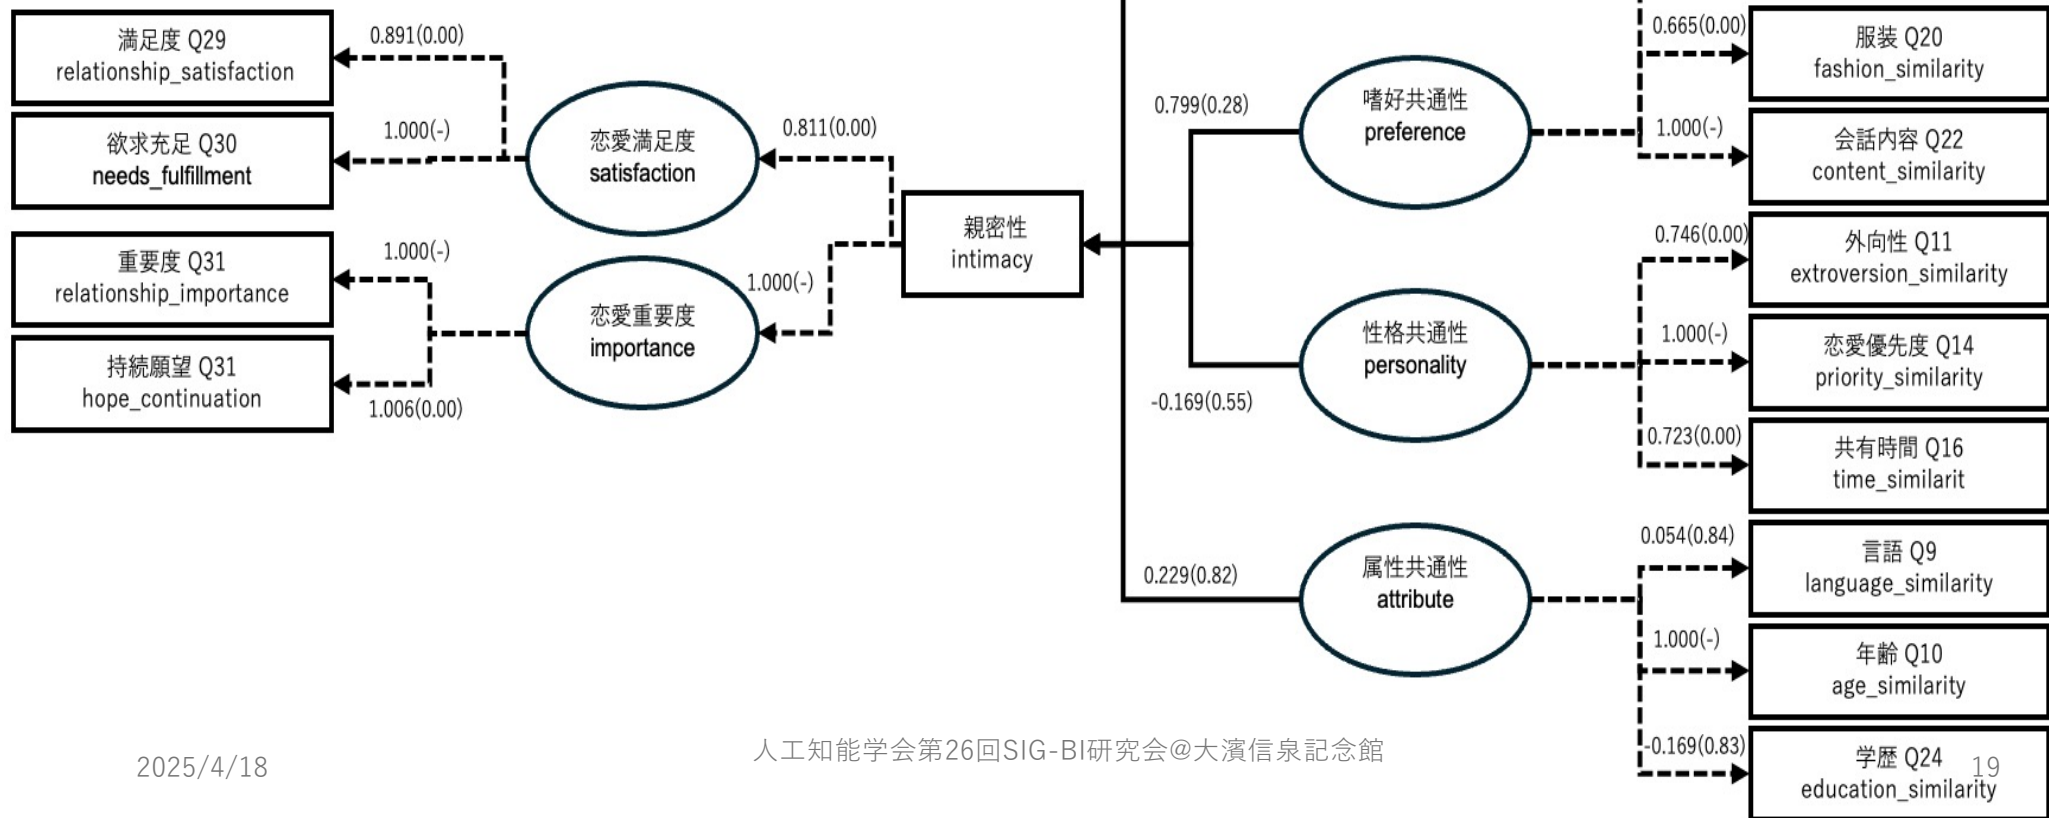 満足度 Q29
relationship_satisfaction
0.891(0.00)
欲求充足 Q30
needs_fulfillment
1.000(-)
恋愛満足度
satisfaction
0.811(0.00)
重要度 Q31
relationship_importance
1.000(-)
持続願望 Q31
hope_continuation
1.006(0.00)
恋愛重要度
importance
1.000(-)
親密性
intimacy
0.799(0.28)
嗜好共通性
preference
0.665(0.00)
服装 Q20
fashion_similarity
1.000(-)
会話内容 Q22
content_similarity
-0.169(0.55)
性格共通性
personality
0.746(0.00)
外向性 Q11
extroversion_similarity
1.000(-)
恋愛優先度 Q14
priority_similarity
0.723(0.00)
共有時間 Q16
time_similarit
0.229(0.82)
属性共通性
attribute
0.054(0.84)
言語 Q9
language_similarity
1.000(-)
年齢 Q10
age_similarity
-0.169(0.83)
学歴 Q24
education_similarity
2025/4/18
人工知能学会第26回SIG-BI研究会@大濱信泉記念館
19